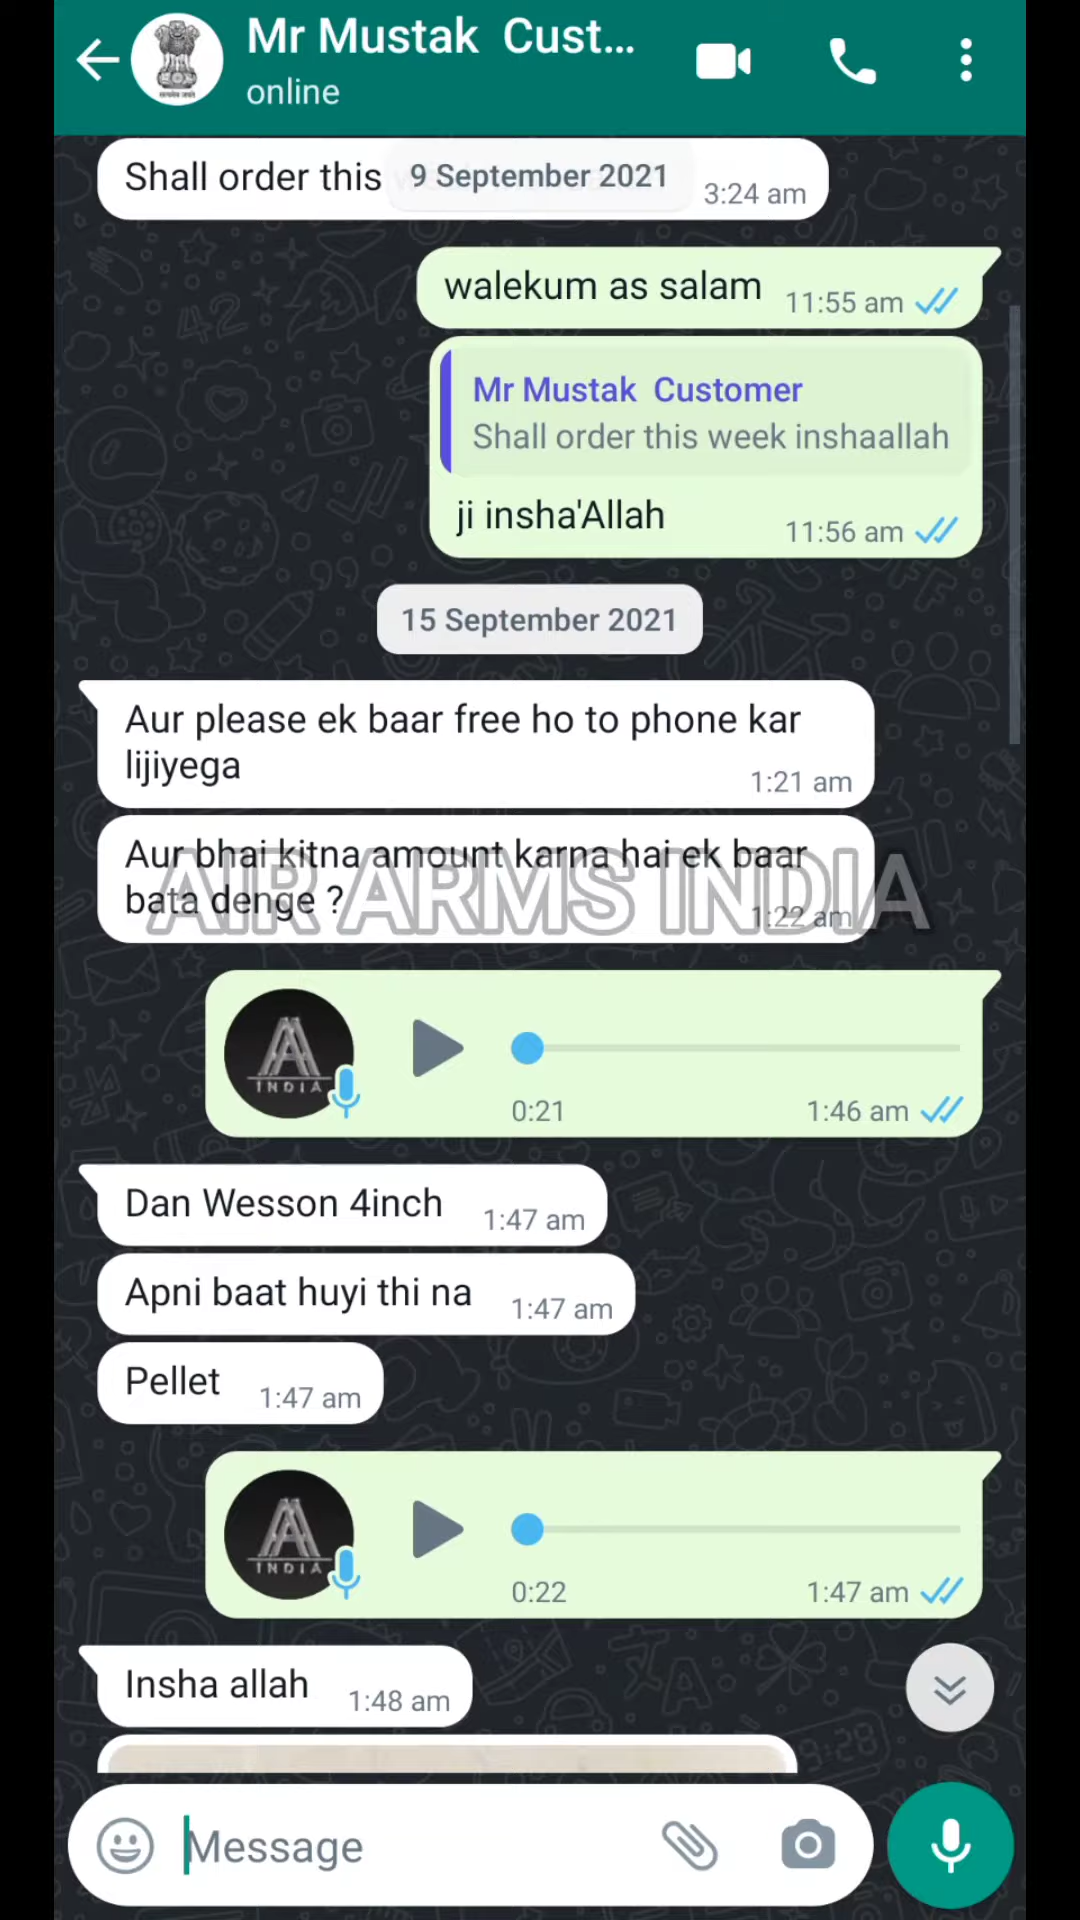 Mr Mustak Cust...
online
Shall order this
9 September 2021
3:24 am
walekum as salam
11:55 am
Mr Mustak Customer
Shall order this week inshaallah
ji insha'Allah
11:56 am
15 September 2021
Aur please ek baar free ho to phone kar
lijiyega
1:21 am
Aur bhai kitna amount karna hai ek baar
bata denge ?
1:22 am
AIR ARMS INDIA
INDIA
0:21
1:46 am
Dan Wesson 4inch
1:47 am
Apni baat huyi thi na
1:47 am
Pellet
1:47 am
INDIA
0:22
1:47 am
Insha allah
1:48 am
Message